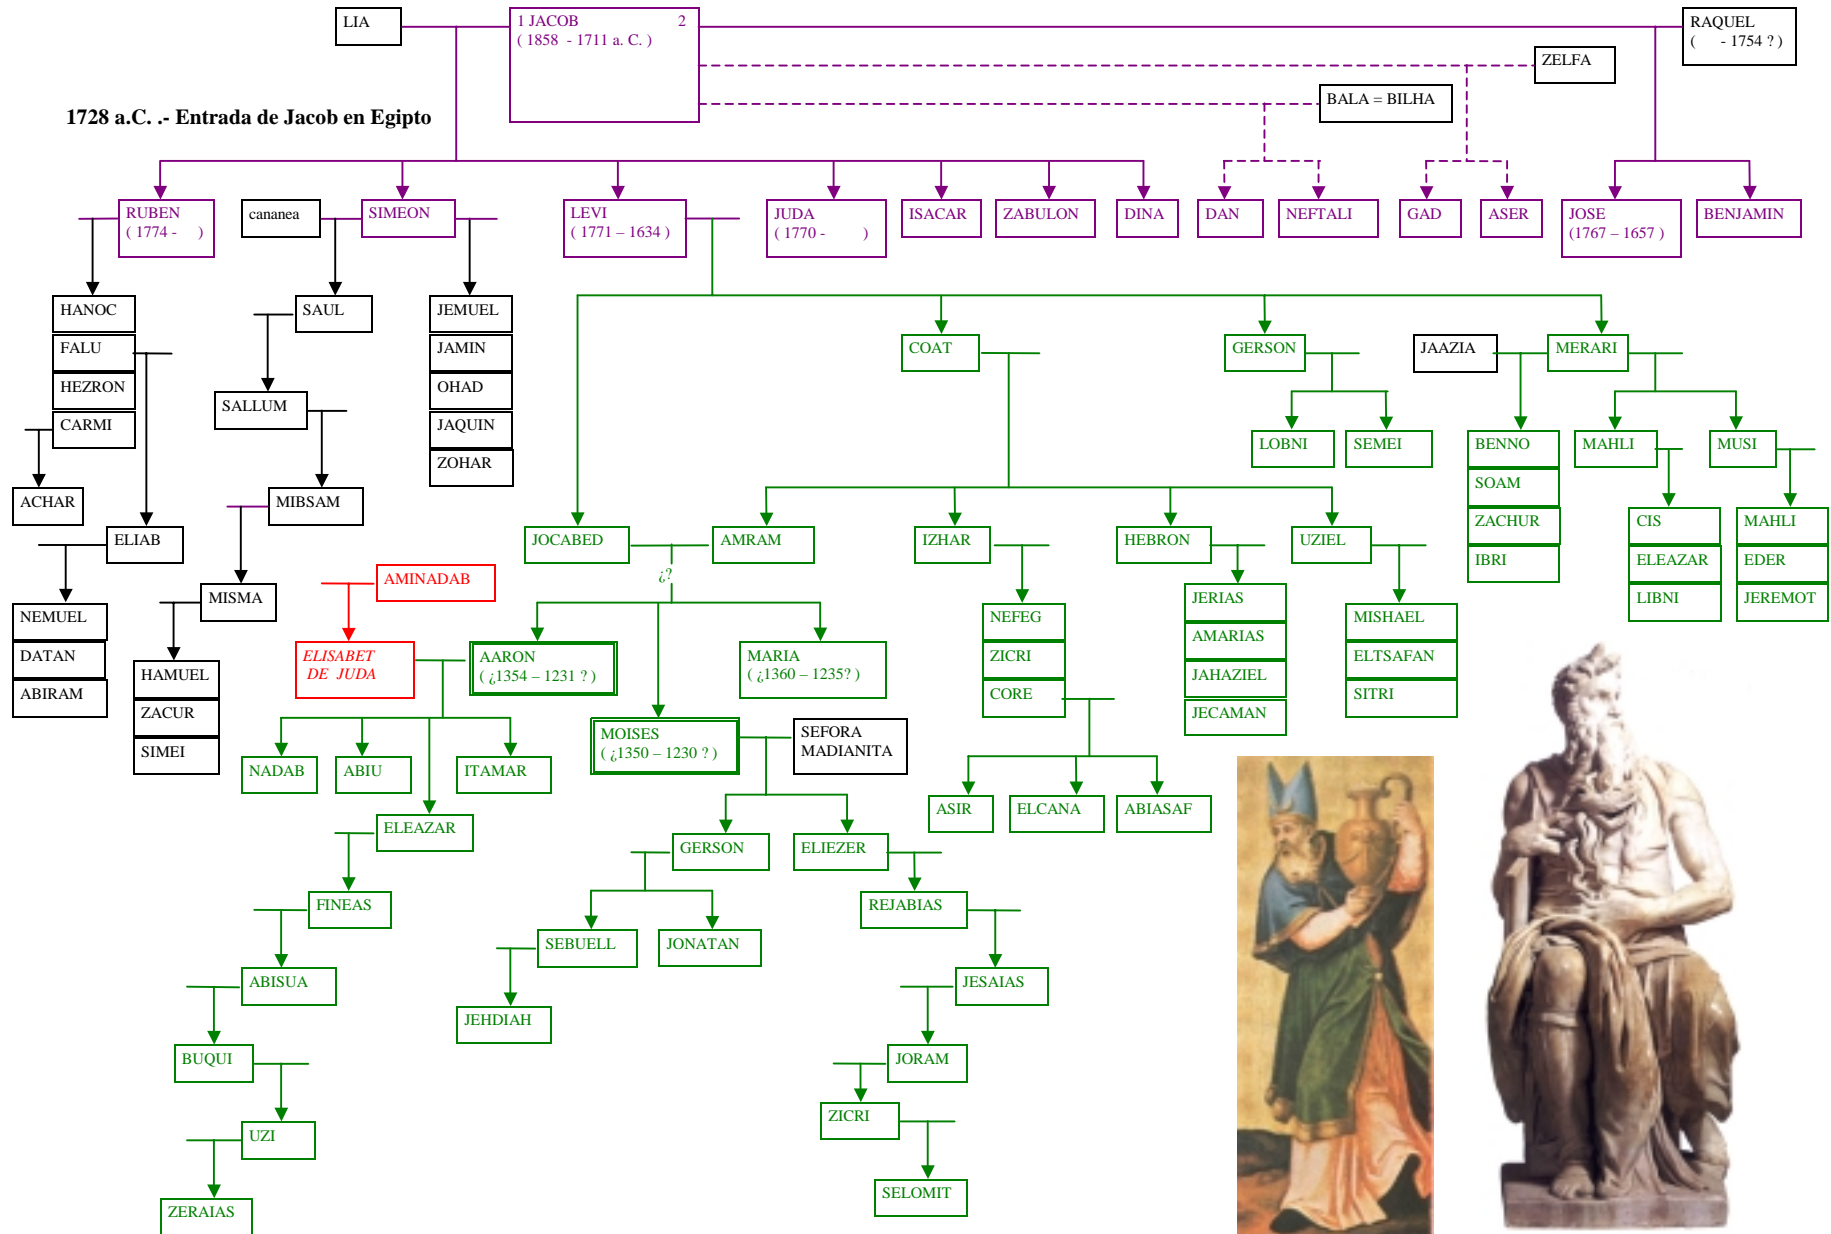 LIA
1 JACOB 2
( 1858 - 1711 a. C. )
RAQUEL
( - 1754 ? )
ZELFA
BALA = BILHA
1728 a.C. .- Entrada de Jacob en Egipto
RUBEN
( 1774 - )
cananea
SIMEON
LEVI
( 1771 – 1634 )
JUDA
( 1770 - )
ISACAR
ZABULON
DINA
DAN
NEFTALI
GAD
ASER
JOSE
(1767 – 1657 )
BENJAMIN
HANOC
FALU
HEZRON
CARMI
SAUL
JEMUEL
JAMIN
OHAD
JAQUIN
ZOHAR
COAT
GERSON
JAAZIA
MERARI
SALLUM
LOBNI
SEMEI
BENNO
SOAM
ZACHUR
IBRI
MAHLI
MUSI
ACHAR
MIBSAM
ELIAB
JOCABED
AMRAM
IZHAR
HEBRON
UZIEL
CIS
ELEAZAR
LIBNI
MAHLI
EDER
JEREMOT
¿?
AMINADAB
MISMA
NEMUEL
DATAN
ABIRAM
JERIAS
AMARIAS
JAHAZIEL
JECAMAN
NEFEG
ZICRI
CORE
MISHAEL
ELTSAFAN
SITRI
ELISABET
DE JUDA
AARON
( ¿1354 – 1231 ? )
MARIA
( ¿1360 – 1235? )
HAMUEL
ZACUR
SIMEI
MOISES
( ¿1350 – 1230 ? )
SEFORA
MADIANITA
NADAB
ABIU
ITAMAR
ASIR
ELCANA
ABIASAF
ELEAZAR
GERSON
ELIEZER
FINEAS
REJABIAS
SEBUELL
JONATAN
ABISUA
JESAIAS
JEHDIAH
BUQUI
JORAM
ZICRI
UZI
SELOMIT
ZERAIAS